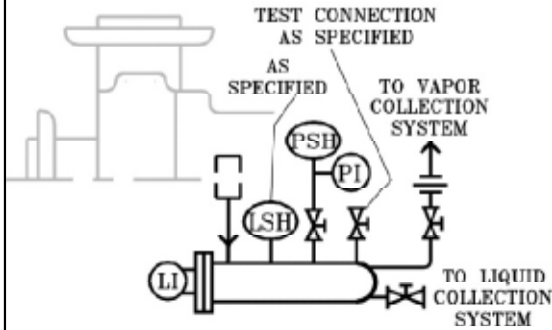 TEST CONNECTION
AS SPECIFIED
AS
SPECIFIED
TO VAPOR
COLLECTION
SYSTEM
PSH
PI
LSH
LI
TO LIQUID
COLLECTION
SYSTEM